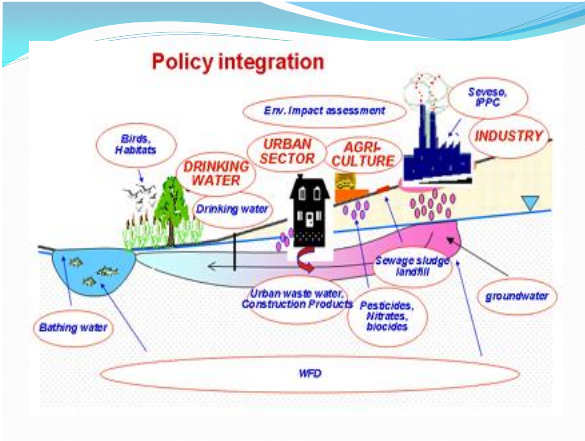 Policy integration
Env. Impact assessment
Seveso,
IPPC
Birds,
Habitats
URBAN
SECTOR
AGRI-
CULTURE
INDUSTRY
DRINKING
WATER
Drinking water
Sewage sludge
landfill
Urban waste water,
Construction Products
Pesticides,
Nitrates,
biocides
groundwater
Bathing water
WFD